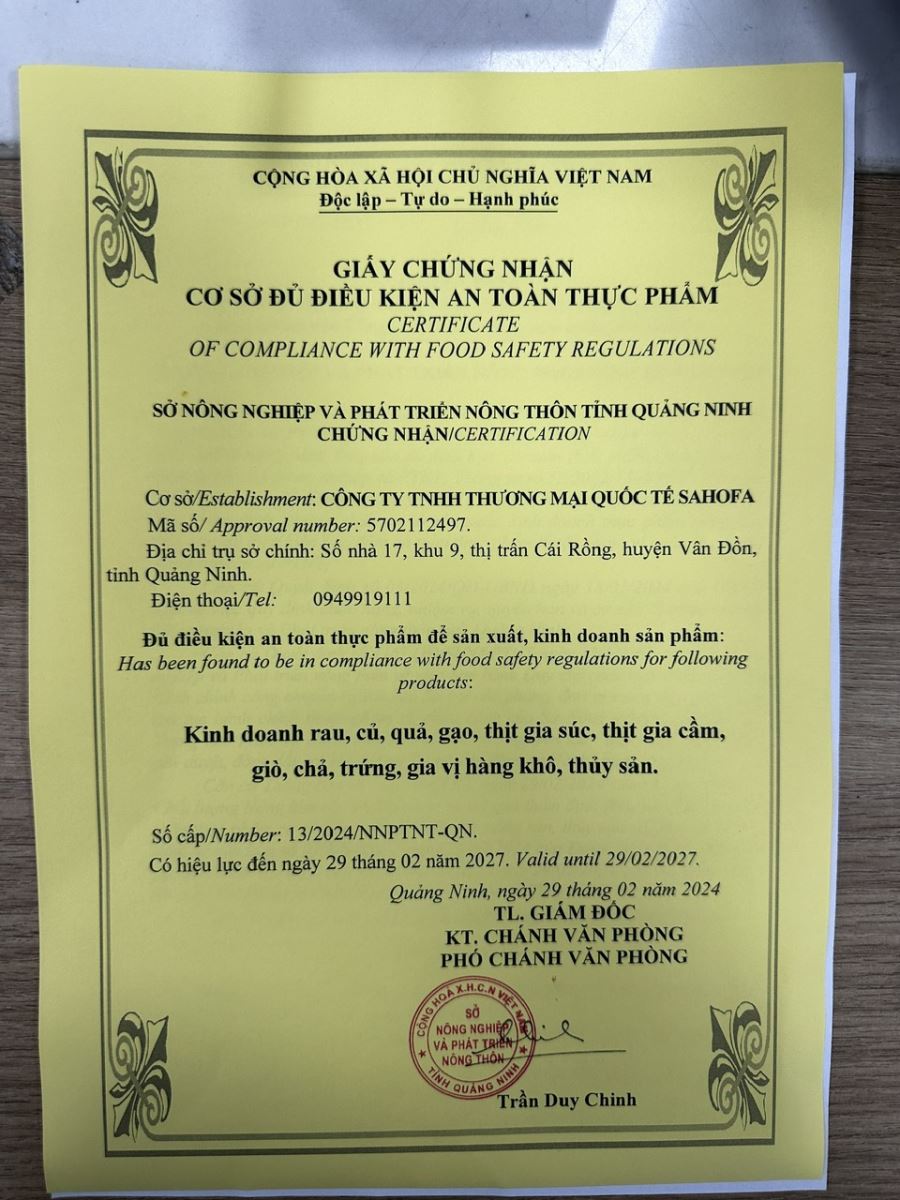 CỘNG HÒA XÃ HỘI CHỦ NGHĨA VIỆT NAM
Độc lập – Tự do – Hạnh phúc
GIẤY CHỨNG NHẬN
CƠ SỞ ĐỦ ĐIỀU KIỆN AN TOÀN THỰC PHẨM
CERTIFICATE
OF COMPLIANCE WITH FOOD SAFETY REGULATIONS
SỞ NÔNG NGHIỆP VÀ PHÁT TRIỂN NÔNG THÔN TỈNH QUẢNG NINH
CHỨNG NHẬN/CERTIFICATION
Cơ sở/Establishment: CÔNG TY TNHH THƯƠNG MẠI QUỐC TẾ SAHOFA
Mã số/ Approval number: 5702112497.
Địa chỉ trụ sở chính: Số nhà 17, khu 9, thị trấn Cái Rồng, huyện Vân Đồn,
tỉnh Quảng Ninh.
Điện thoại/Tel: 0949919111
Đủ điều kiện an toàn thực phẩm để sản xuất, kinh doanh sản phẩm:
Has been found to be in compliance with food safety regulations for following
products:
Kinh doanh rau, củ, quả, gạo, thịt gia súc, thịt gia cầm,
giò, chả, trứng, gia vị hàng khô, thủy sản.
Số cấp/Number: 13/2024/NNPTNT-QN.
Có hiệu lực đến ngày 29 tháng 02 năm 2027. Valid until 29/02/2027.
Quảng Ninh, ngày 29 tháng 02 năm 2024
TL. GIÁM ĐỐC
KT. CHÁNH VĂN PHÒNG
PHÓ CHÁNH VĂN PHÒNG
CỘNG HOÀ X.H.C.N VIỆT NAM
SỞ
NÔNG NGHIỆP
VÀ PHÁT TRIỂN
NÔNG THÔN
TỈNH QUẢNG NINH
Trần Duy Chinh